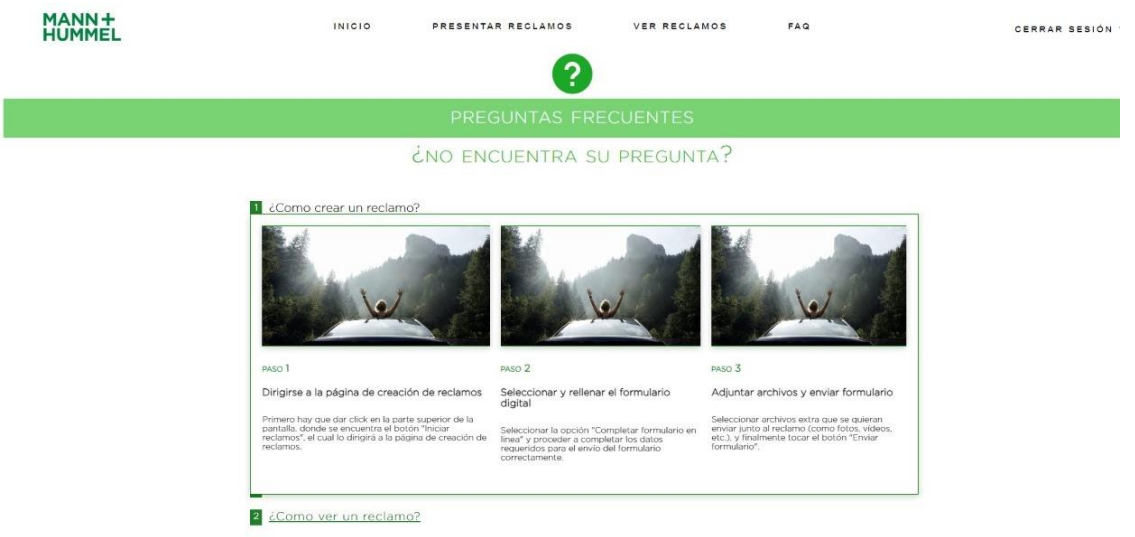 MANN+
HUMMEL
INICIO
PRESENTAR RECLAMOS
VER RECLAMOS
FAQ
CERRAR SESIÓN
?
PREGUNTAS FRECUENTES
¿NO ENCUENTRA SU PREGUNTA?
1 ¿Como crear un reclamo?
PASO 1
Dirigirse a la página de creación de reclamos
Primero hay que dar click en la parte superior de la
pantalla, donde se encuentra el botón "Iniciar
reclamos", el cual lo dirigirá a la página de creación de
reclamos.
PASO 2
Seleccionar y rellenar el formulario
digital
Seleccionar la opción "Completar formulario en
linea" y proceder a completar los datos
requeridos para el envío del formulario
correctamente.
PASO 3
Adjuntar archivos y enviar formulario
Seleccionar archivos extra que se quieran
enviar junto al reclamo (como fotos, vídeos,
etc.), y finalmente tocar el botón "Enviar
formulario".
2 ¿Como ver un reclamo?